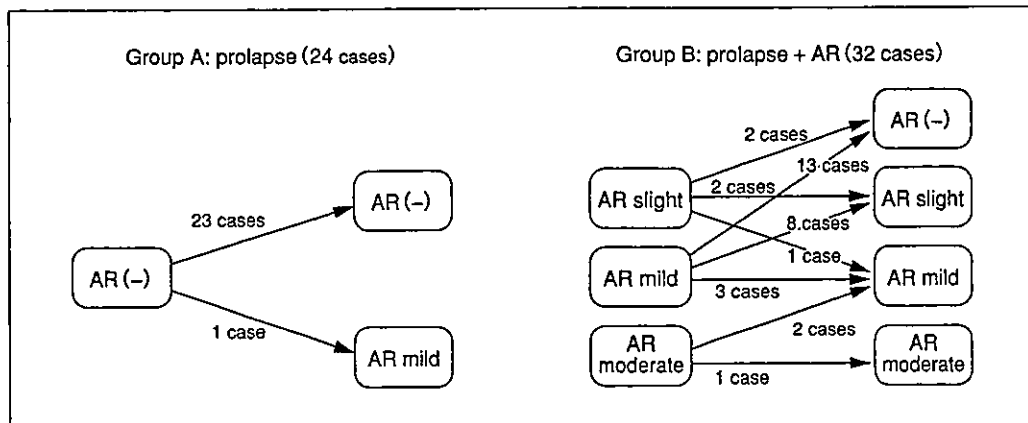 Group A: prolapse (24 cases)
AR (−)
23 cases
AR (−)
1 case
AR mild
Group B: prolapse + AR (32 cases)
AR slight
AR mild
AR
moderate
2 cases
13 cases
2 cases
8 cases
1 case
3 cases
2 cases
1 case
AR (−)
AR slight
AR mild
AR
moderate